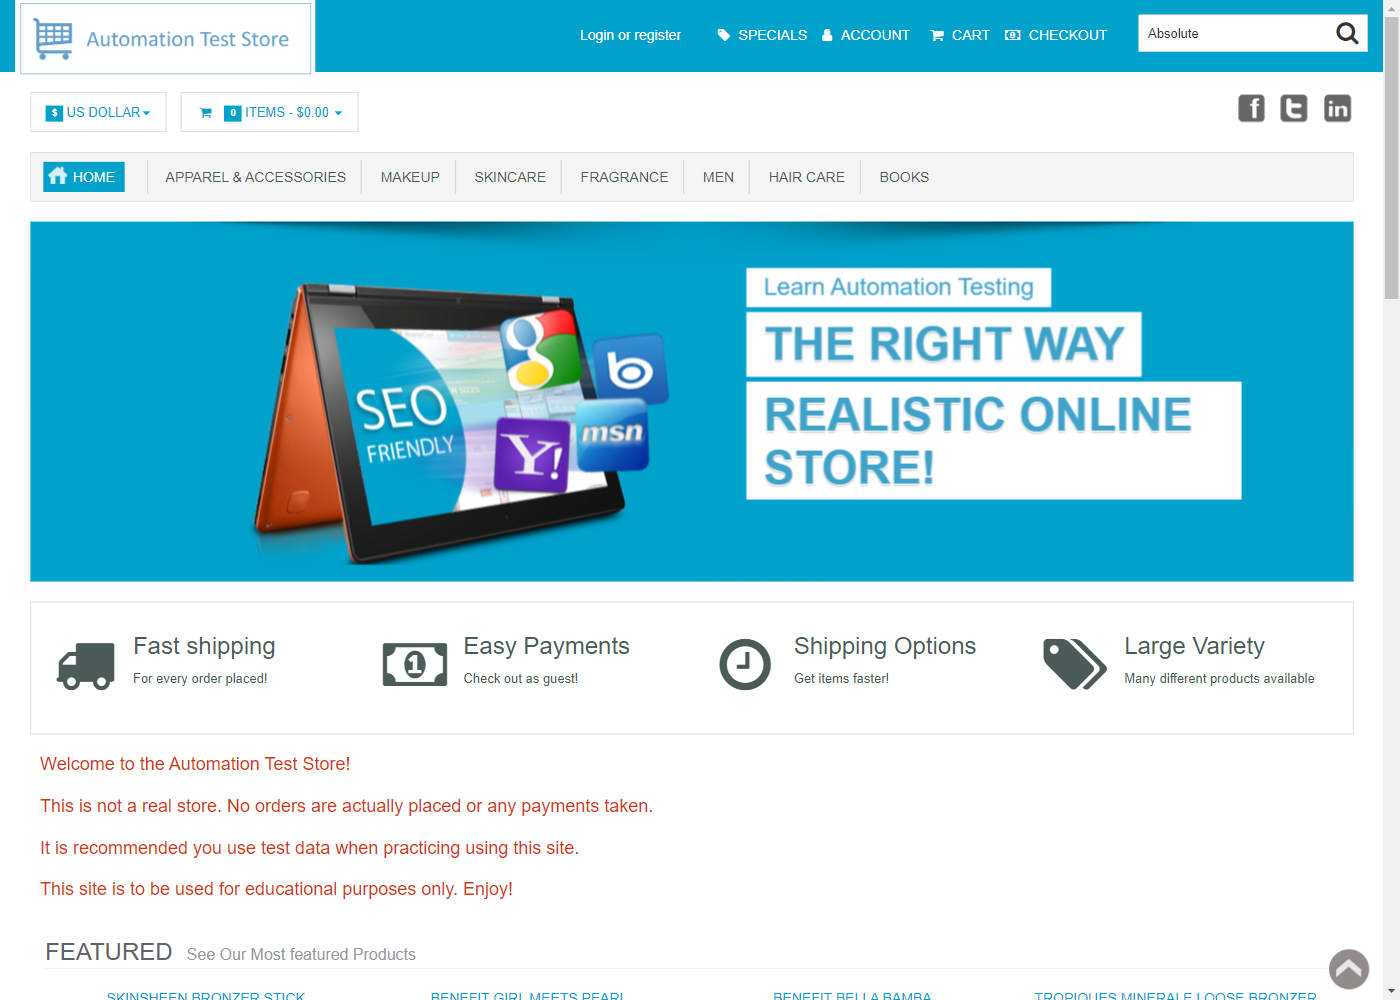 Automation Test Store
Login or register
SPECIALS
ACCOUNT
CART
CHECKOUT
Absolute
$ US DOLLAR
0 ITEMS - $0.00
HOME
APPAREL & ACCESSORIES
MAKEUP
SKINCARE
FRAGRANCE
MEN
HAIR CARE
BOOKS
SEO
FRIENDLY
g
b
Y!
msn
Learn Automation Testing
THE RIGHT WAY
REALISTIC ONLINE
STORE!
Fast shipping
For every order placed!
Easy Payments
Check out as guest!
Shipping Options
Get items faster!
Large Variety
Many different products available
Welcome to the Automation Test Store!
This is not a real store. No orders are actually placed or any payments taken.
It is recommended you use test data when practicing using this site.
This site is to be used for educational purposes only. Enjoy!
FEATURED See Our Most featured Products
SKINSHEEN BRONZER STICK
BENEFIT GIRL MEETS PEARL
BENEFIT BELLA BAMBA
TROPIQUES MINERALE LOOSE BRONZER